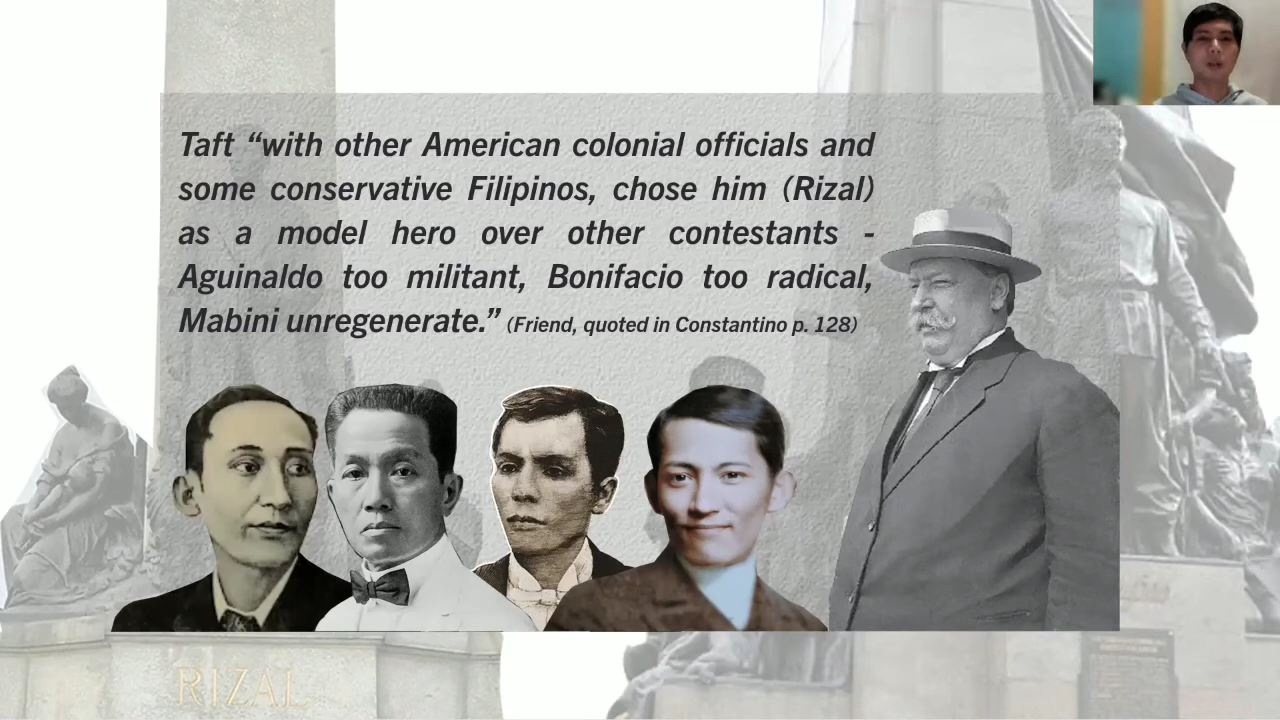 Taft “with other American colonial officials and
some conservative Filipinos, chose him (Rizal)
as a model hero over other contestants -
Aguinaldo too militant, Bonifacio too radical,
Mabini unregenerate.” (Friend, quoted in Constantino p. 128)
RIZAL